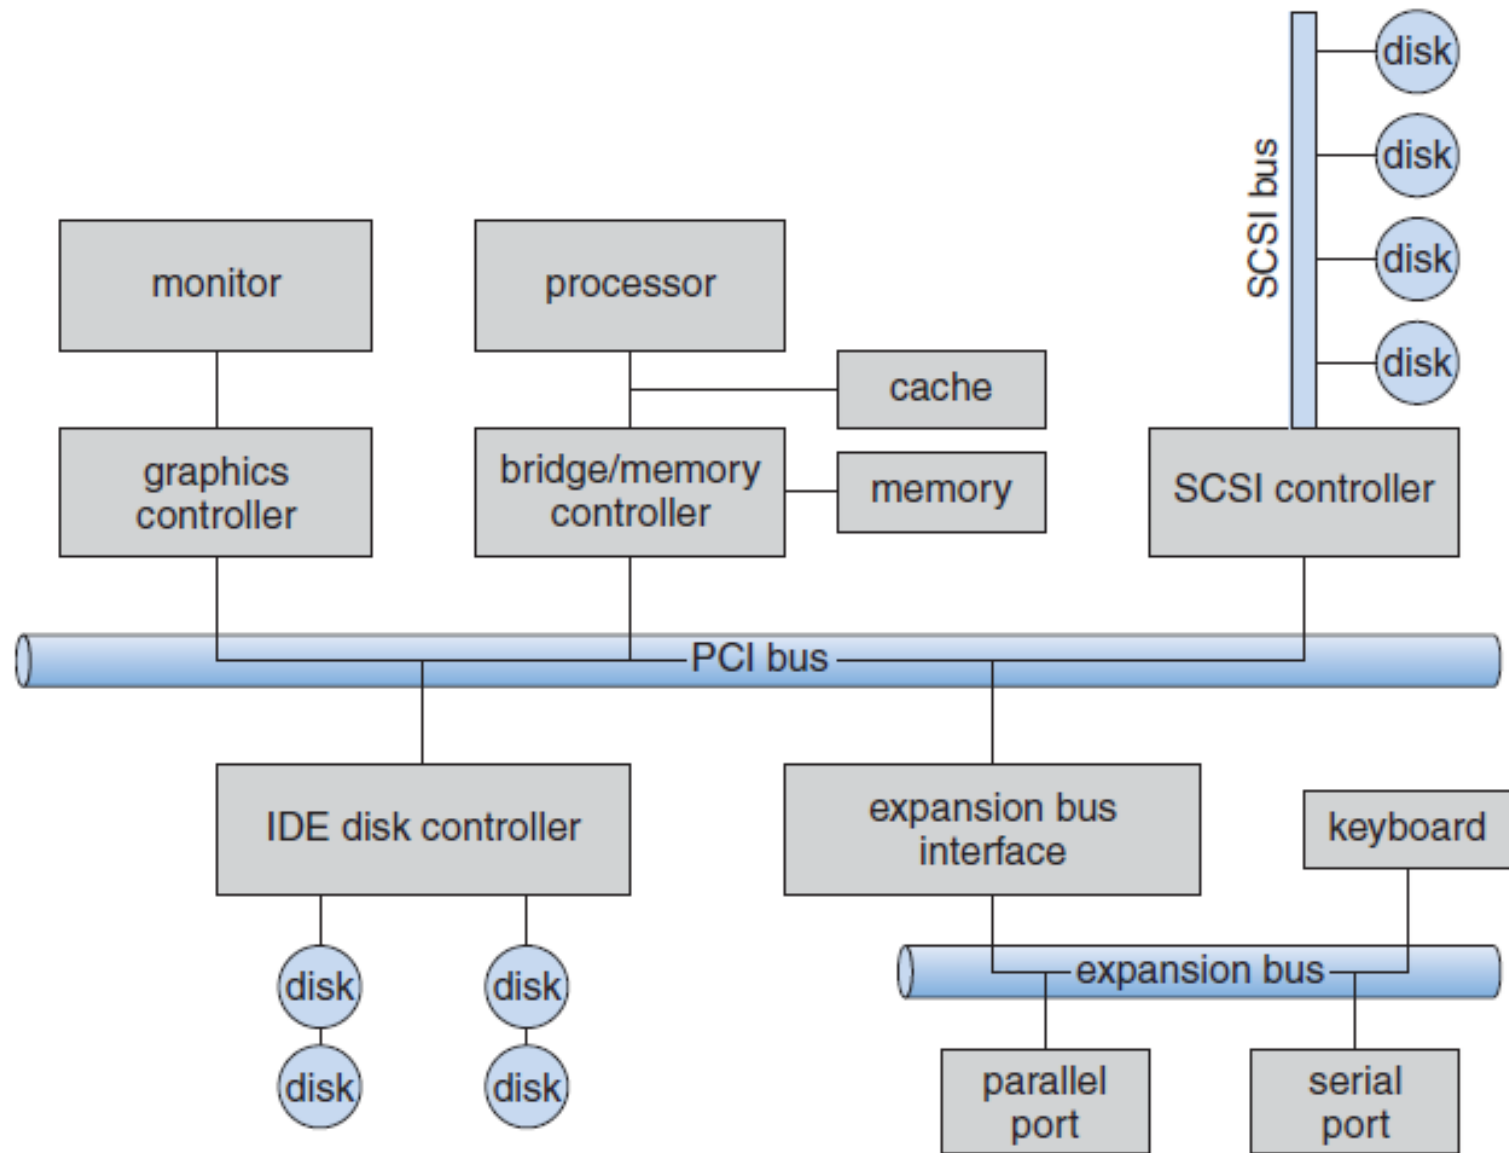 disk
disk
disk
disk
SCSI bus
monitor
processor
cache
graphics
controller
bridge/memory
controller
memory
SCSI controller
PCI bus
IDE disk controller
expansion bus
interface
keyboard
disk
disk
expansion bus
disk
disk
parallel
port
serial
port